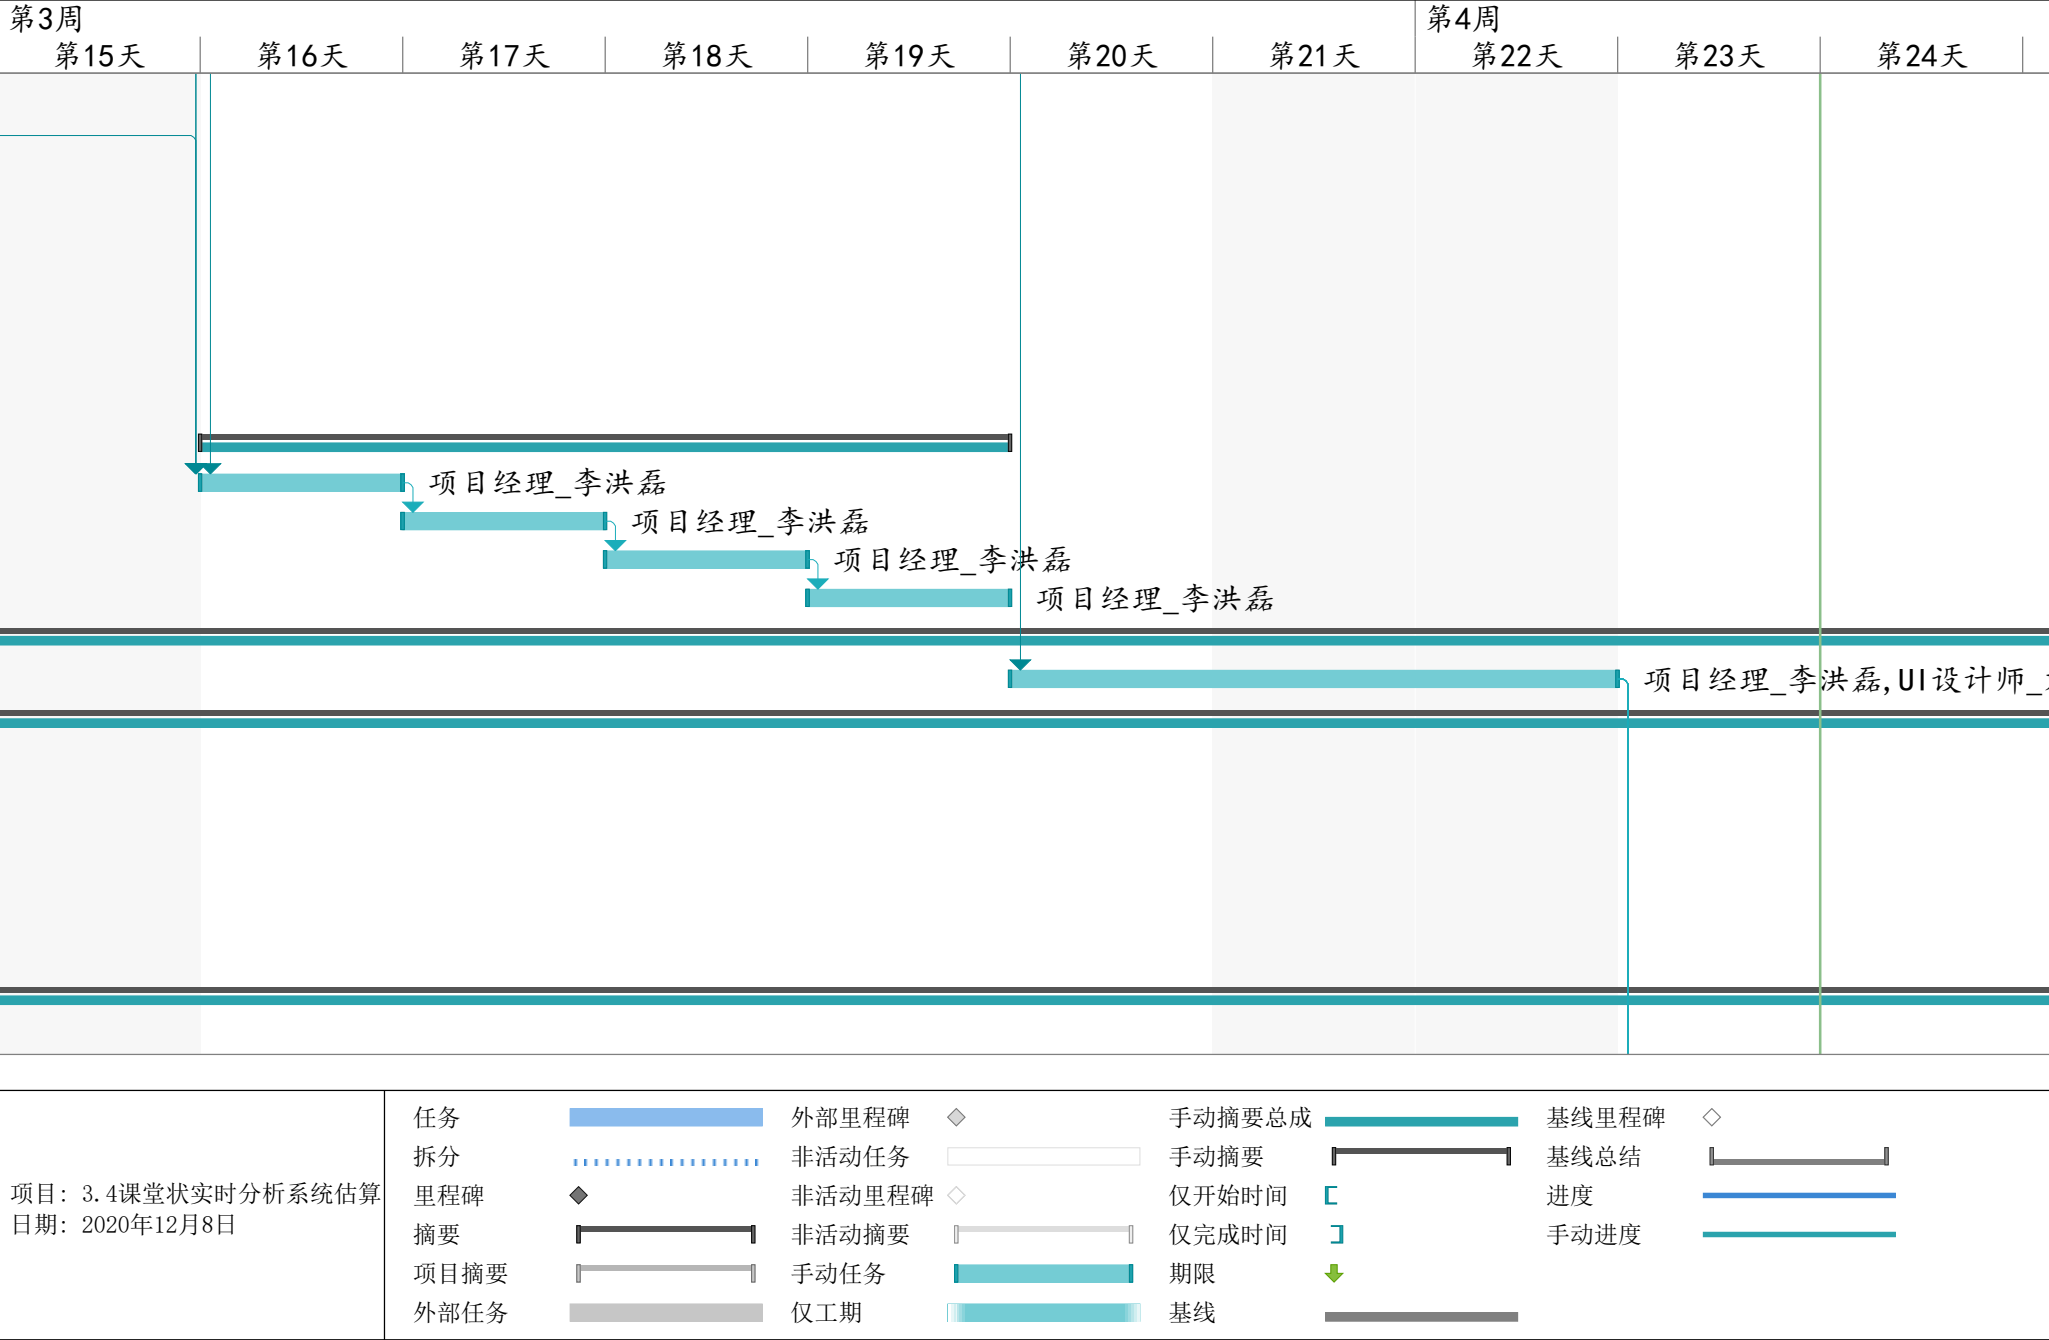 第3周
第4周
第15天
第16天
第17天
第18天
第19天
第20天
第21天
第22天
第23天
第24天
项目经理_李洪磊
项目经理_李洪磊
项目经理_李洪磊
项目经理_李洪磊
项目经理_李洪磊,UI设计师_
项目: 3.4课堂状实时分析系统估算
日期: 2020年12月8日
任务
拆分
里程碑
摘要
项目摘要
外部任务
外部里程碑
非活动任务
非活动里程碑
非活动摘要
手动任务
仅工期
手动摘要总成
手动摘要
仅开始时间
仅完成时间
期限
基线
基线里程碑
基线总结
进度
手动进度